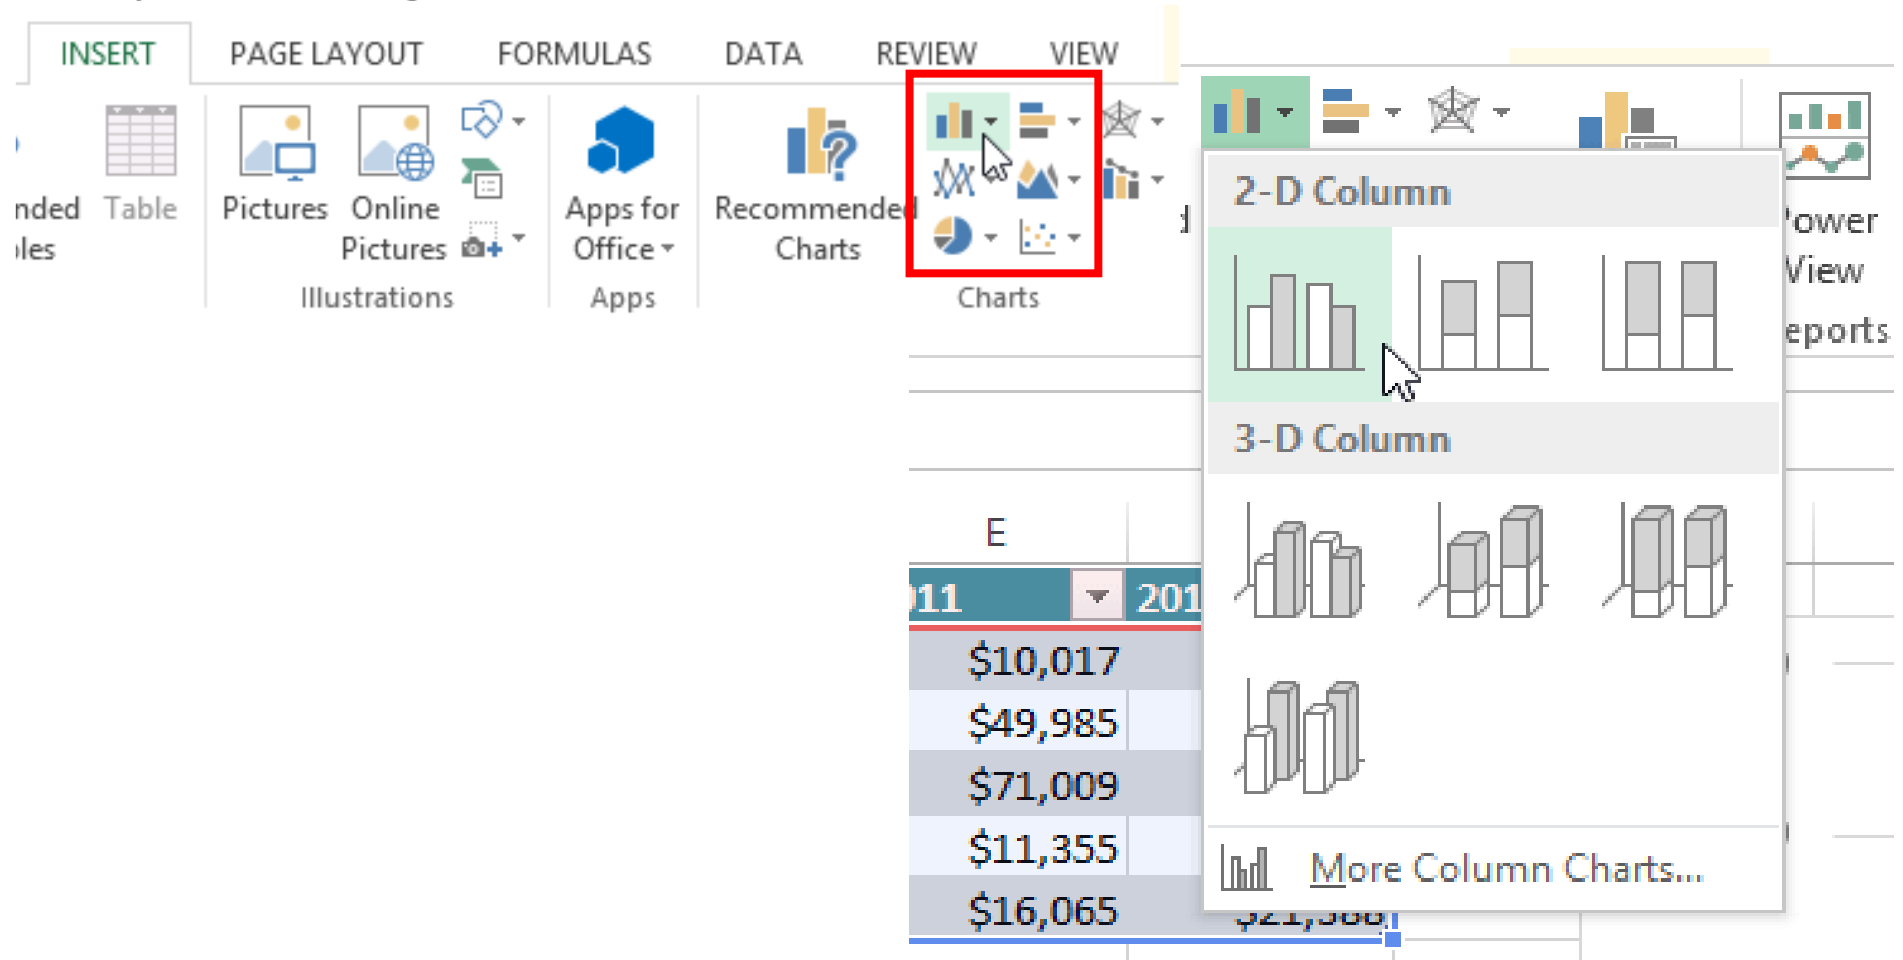 INSERT PAGE LAYOUT FORMULAS DATA REVIEW VIEW
nded
Table
Pictures
Online
Pictures
Apps for
Office
Recommended
Charts
Illustrations
Apps
Charts
2-D Column
3-D Column
More Column Charts...
ower
View
eports
E
11
201
$10,017
$49,985
$71,009
$11,355
$16,065